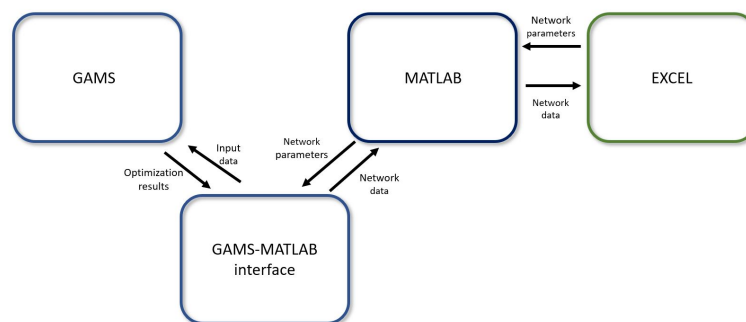 Network
parameters
GAMS
MATLAB
EXCEL
Network
data
Input
data
Network
parameters
Optimization
results
Network
data
GAMS-MATLAB
interface